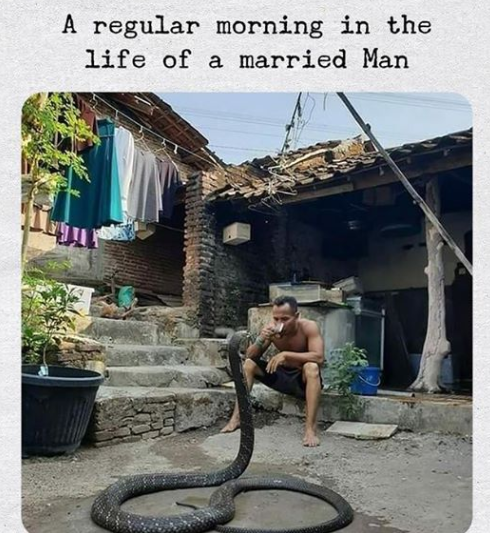 A regular morning in the
life of a married Man